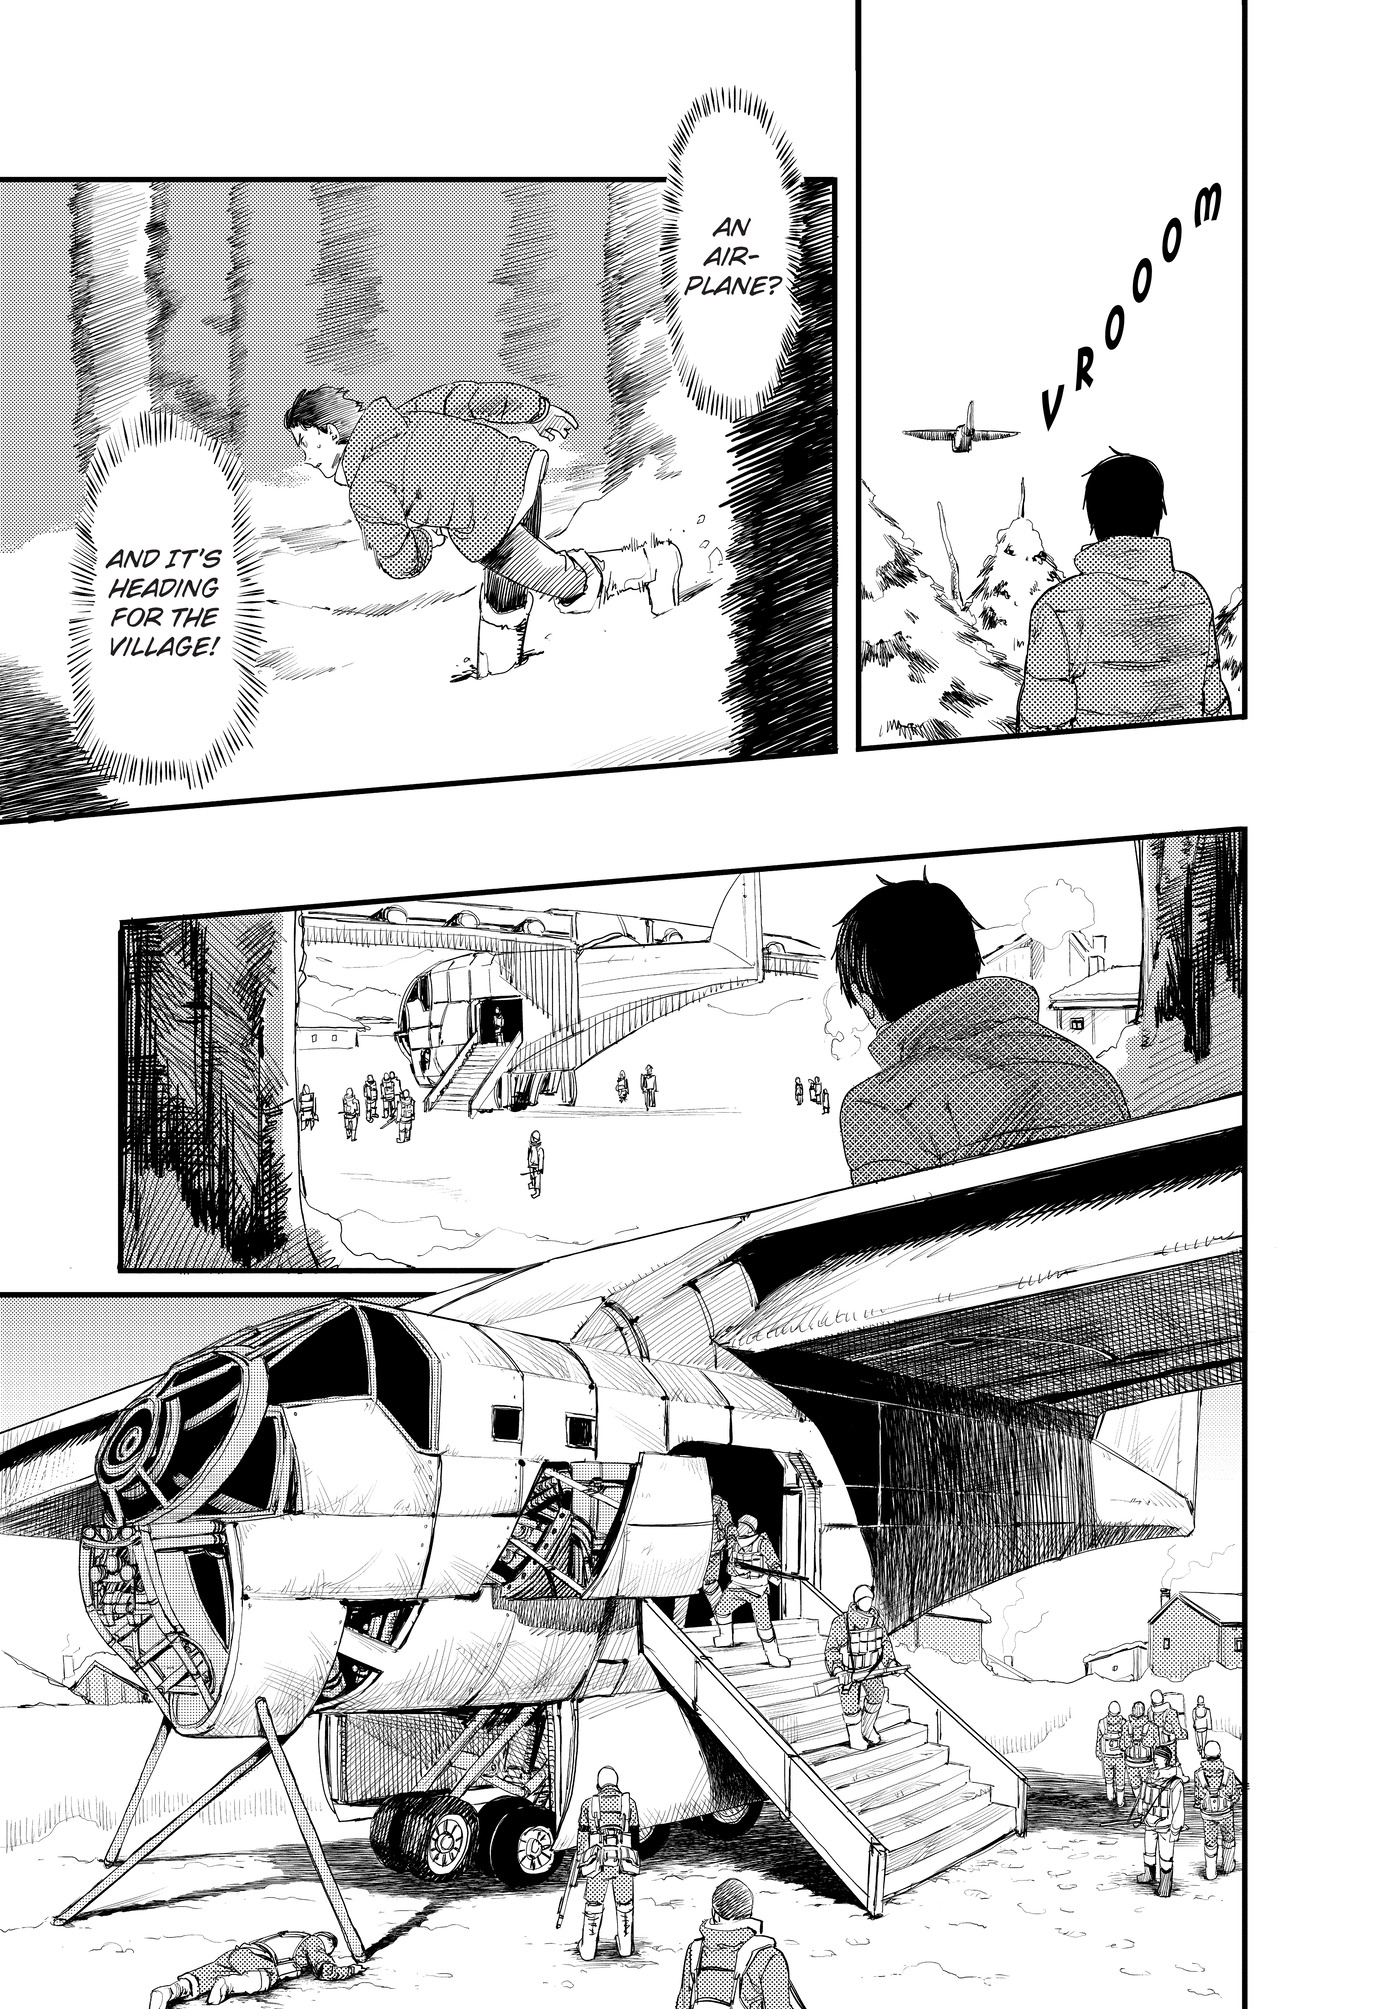 VROOOM
AN
AIR-
PLANE?
AND IT'S
HEADING
FOR THE
VILLAGE!